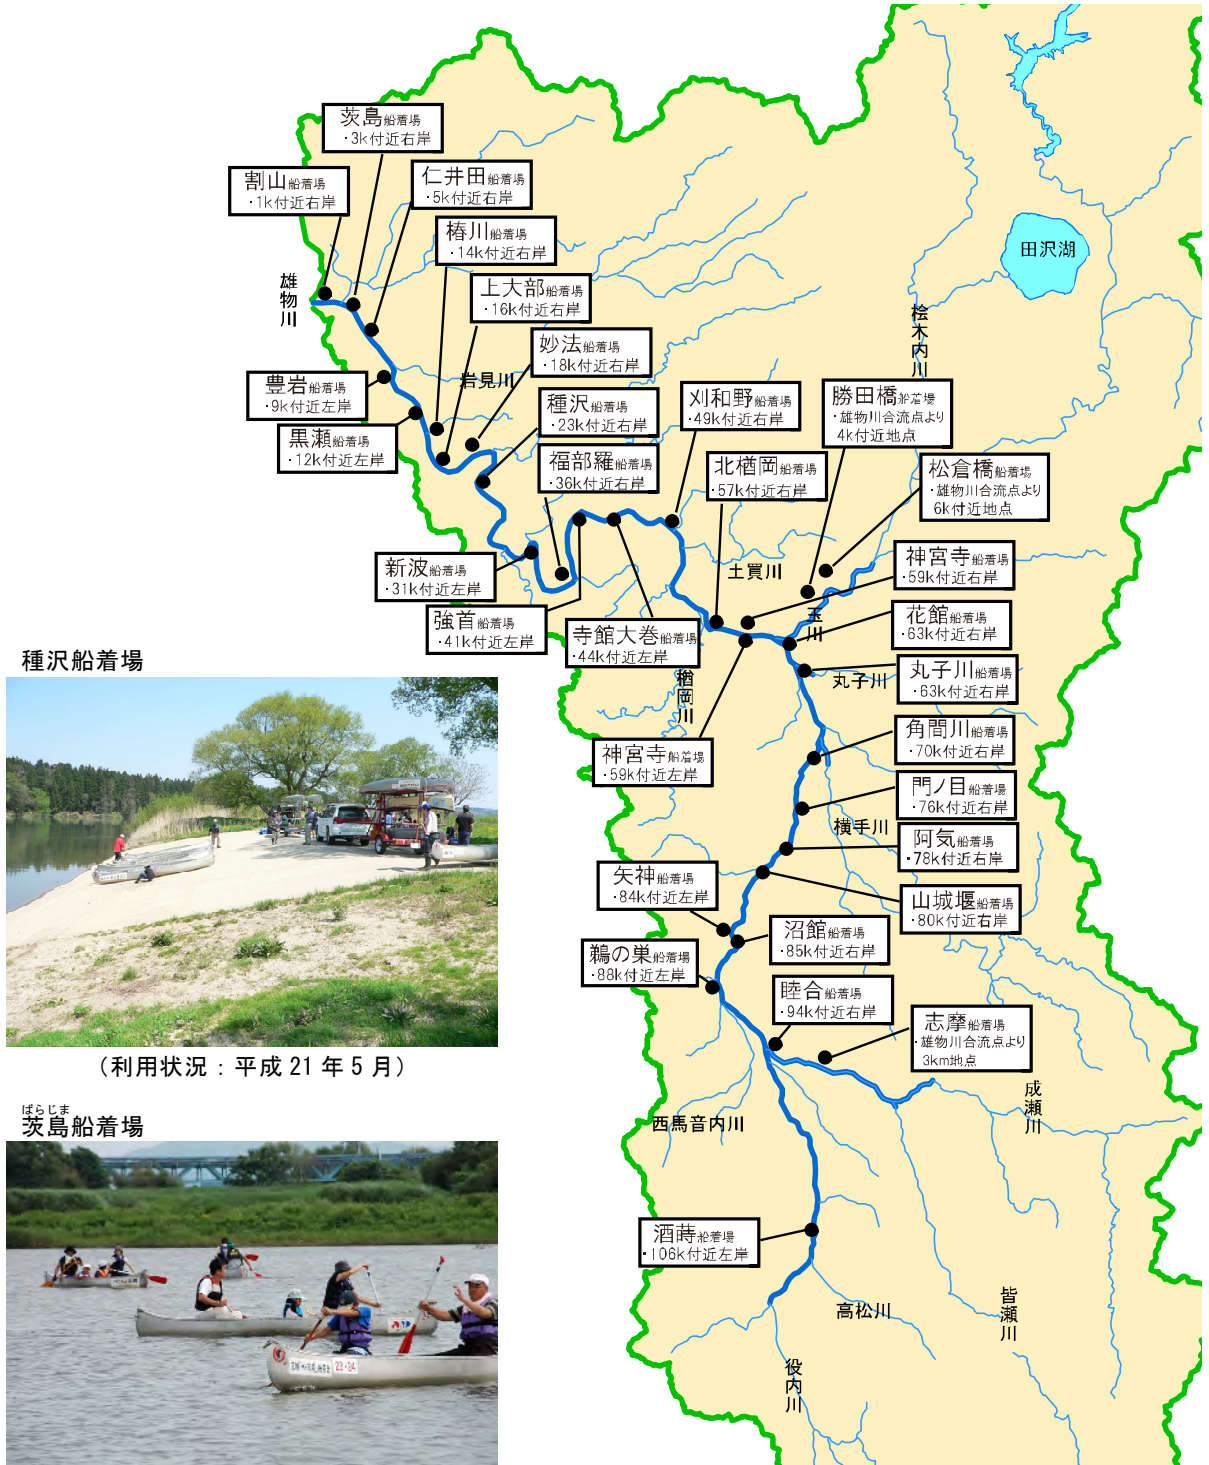 茨島船着場
・3k付近右岸
割山船着場
・1k付近右岸
仁井田船着場
・5k付近右岸
椿川船着場
・14k付近右岸
上大部船着場
・16k付近右岸
妙法船着場
・18k付近右岸
種沢船着場
・23k付近右岸
福部羅船着場
・36k付近右岸
刈和野船着場
・49k付近右岸
北楢岡船着場
・57k付近右岸
勝田橋船着場
・雄物川合流点より
4k付近地点
松倉橋船着場
・雄物川合流点より
6k付近地点
神宮寺船着場
・59k付近右岸
花館船着場
・63k付近右岸
丸子川船着場
・63k付近右岸
角間川船着場
・70k付近右岸
門ノ目船着場
・76k付近右岸
阿気船着場
・78k付近右岸
山城堰船着場
・80k付近右岸
沼館船着場
・85k付近右岸
睦合船着場
・94k付近右岸
志摩船着場
・雄物川合流点より
3km地点
豊岩船着場
・9k付近左岸
黒瀬船着場
・12k付近左岸
新波船着場
・31k付近左岸
強首船着場
・41k付近左岸
寺館大巻船着場
・44k付近左岸
神宮寺船着場
・59k付近左岸
矢神船着場
・84k付近左岸
鵜の巣船着場
・88k付近左岸
酒蒔船着場
・106k付近左岸
雄物川
岩見川
田沢湖
桧木内川
土買川
玉川
丸子川
楢岡川
横手川
西馬音内川
成瀬川
皆瀬川
高松川
役内川
種沢船着場
（利用状況：平成21年5月）
ばらじま
茨島船着場
23・24